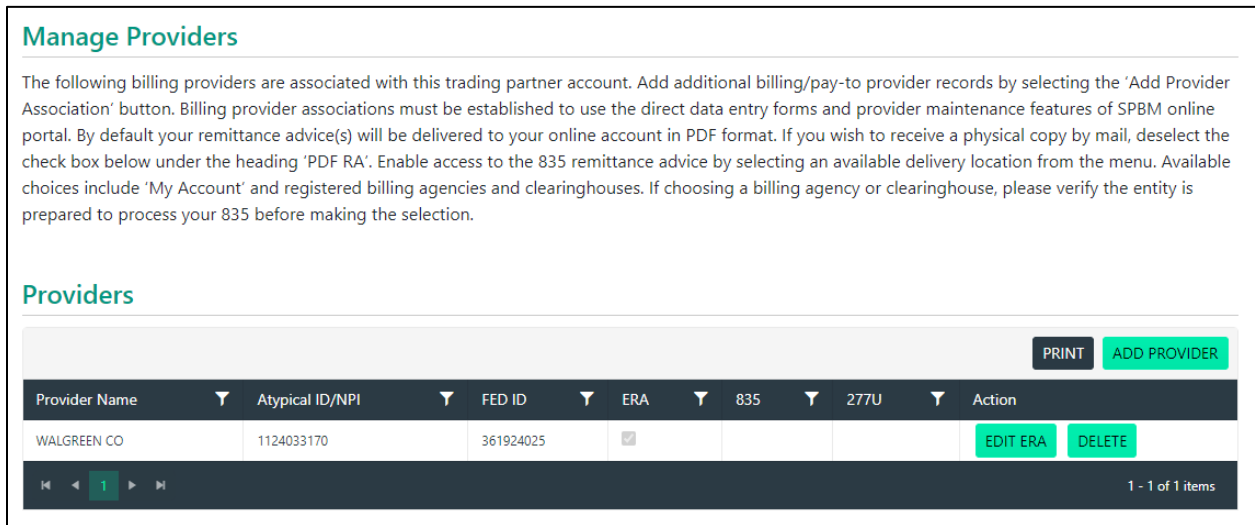 Manage Providers
The following billing providers are associated with this trading partner account. Add additional billing/pay-to provider records by selecting the ‘Add Provider
Association’ button. Billing provider associations must be established to use the direct data entry forms and provider maintenance features of SPBM online
portal. By default your remittance advice(s) will be delivered to your online account in PDF format. If you wish to receive a physical copy by mail, deselect the
check box below under the heading ‘PDF RA’. Enable access to the 835 remittance advice by selecting an available delivery location from the menu. Available
choices include ‘My Account’ and registered billing agencies and clearinghouses. If choosing a billing agency or clearinghouse, please verify the entity is
prepared to process your 835 before making the selection.
Providers
PRINT ADD PROVIDER
Provider Name Atypical ID/NPI FED ID ERA 835 277U Action
WALGREEN CO 1124033170 361924025 EDIT ERA DELETE
1 1 - 1 of 1 items